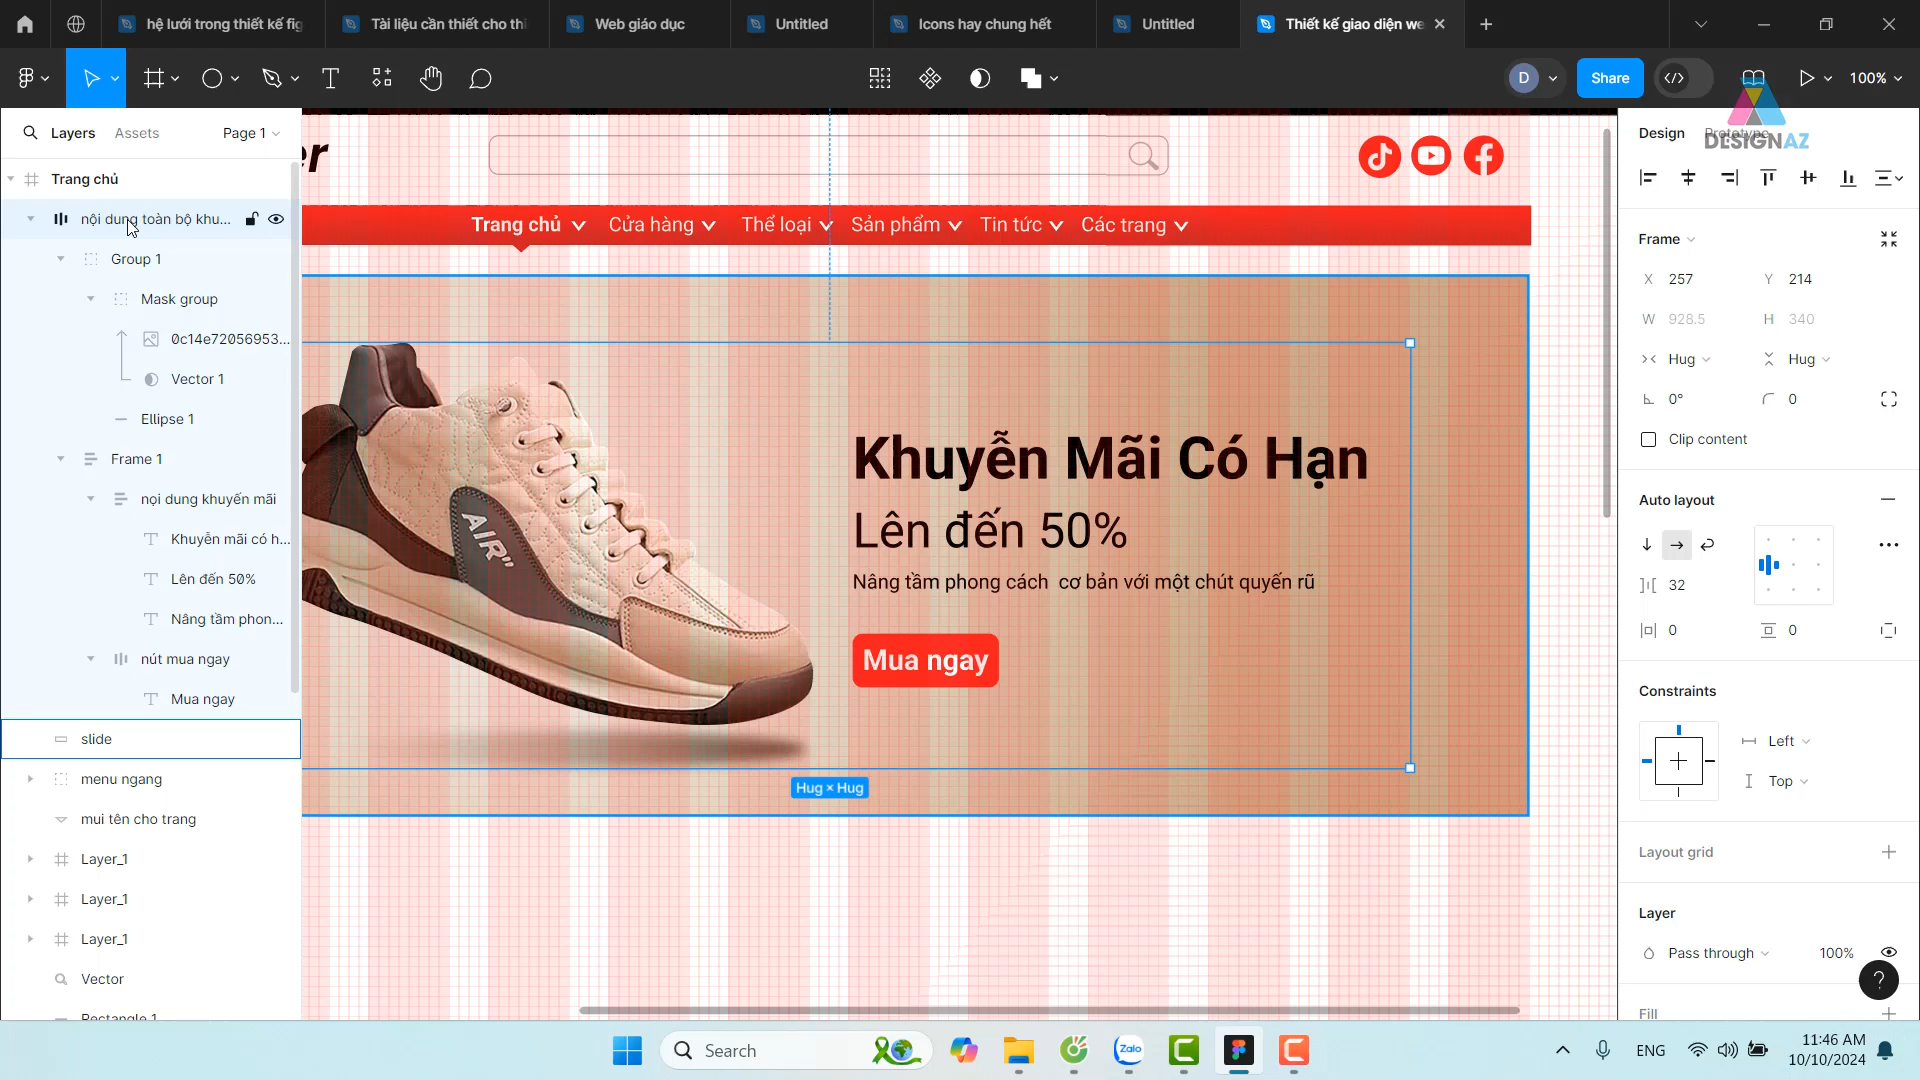 hệ lưới trong thiết kế fig
Tài liệu cần thiết cho thi
Web giáo dục
Untitled
Icons hay chung hết
Untitled
Thiết kế giao diện we
D
Share
100%
Layers
Assets
Page 1
Trang chủ
nội dung toàn bộ khu...
Group 1
Mask group
0c14e72056953...
Vector 1
Ellipse 1
Frame 1
nọi dung khuyến mãi
Khuyễn mãi có h...
Lên đến 50%
Nâng tầm phon...
nút mua ngay
Mua ngay
slide
menu ngang
mui tên cho trang
Layer_1
Layer_1
Layer_1
Vector
Rectangle 1
er
Trang chủ
Cửa hàng
Thể loại
Sản phẩm
Tin tức
Các trang
AIR"
Khuyễn Mãi Có Hạn
Lên đến 50%
Nâng tầm phong cách  cơ bản với một chút quyến rũ
Mua ngay
Hug × Hug
Design
Prototype
DESIGNAZ
Frame
X 257
Y 214
W 928.5
H 340
Hug
Hug
0°
0
Clip content
Auto layout
32
0
0
Constraints
Left
Top
Layout grid
Layer
Pass through
100%
?
Fill
Search
Zalo
ENG
11:46 AM
10/10/2024